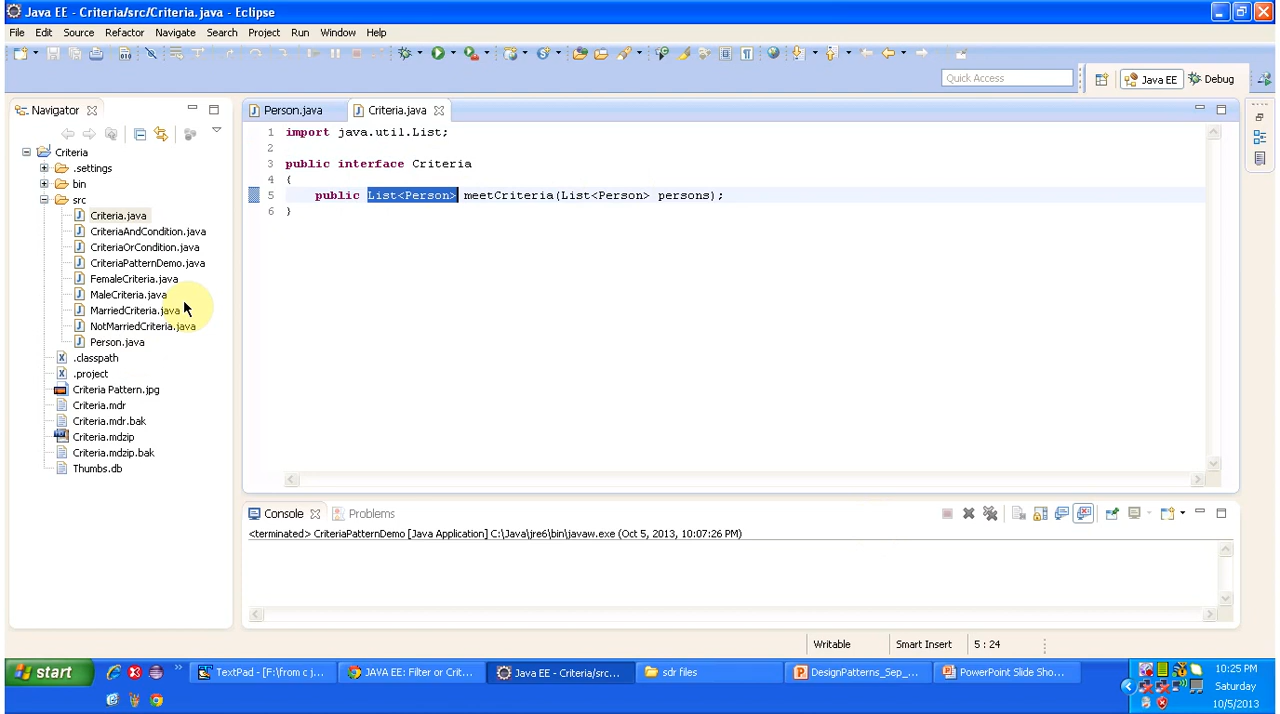 Java EE - Criteria/src/Criteria.java - Eclipse
File Edit Source Refactor Navigate Search Project Run Window Help
Quick Access
Java EE
Debug
Navigator
Person.java
Criteria.java
Criteria
.settings
bin
src
Criteria.java
CriteriaAndCondition.java
CriteriaOrCondition.java
CriteriaPatternDemo.java
FemaleCriteria.java
MaleCriteria.java
MarriedCriteria.java
NotMarriedCriteria.java
Person.java
.classpath
.project
Criteria Pattern.jpg
Criteria.mdr
Criteria.mdr.bak
Criteria.mdzip
Criteria.mdzip.bak
Thumbs.db
1 import java.util.List;
2
3 public interface Criteria
4 {
5 public List<Person> meetCriteria(List<Person> persons);
6 }
Console
Problems
<terminated> CriteriaPatternDemo [Java Application] C:\Java\jre6\bin\javaw.exe (Oct 5, 2013, 10:07:26 PM)
Writable
Smart Insert
5 : 24
start
TextPad - [F:\from c j...
JAVA EE: Filter or Crit...
Java EE - Criteria/src...
sdr files
DesignPatterns_Sep_...
PowerPoint Slide Sho...
10:25 PM
Saturday
10/5/2013